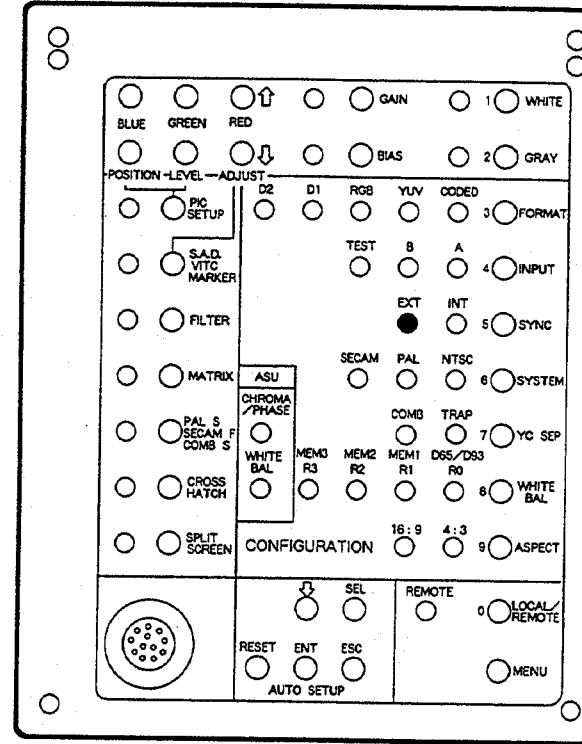 GAIN 1 WHITE
BLUE GREEN RED
BIAS 2 GRAY
POSITION LEVEL ADJUST
D2 D1 RGB YUV CODED
PIC SETUP
3 FORMAT
TEST B A
S.A.D.
VITC
MARKER
4 INPUT
EXT INT
FILTER
5 SYNC
SECAM PAL NTSC
MATRIX
ASU
6 SYSTEM
CHROMA
/PHASE
COMB TRAP
PAL S
SECAM F
COMB S
7 YC SEP
WHITE
BAL
MEM3 MEM2 MEM1 D65/D93
R3 R2 R1 R0
CROSS
HATCH
8 WHITE
BAL
16:9 4:3
SPLIT
SCREEN
CONFIGURATION
9 ASPECT
SEL
REMOTE
0 LOCAL/
REMOTE
RESET ENT ESC
MENU
AUTO SETUP